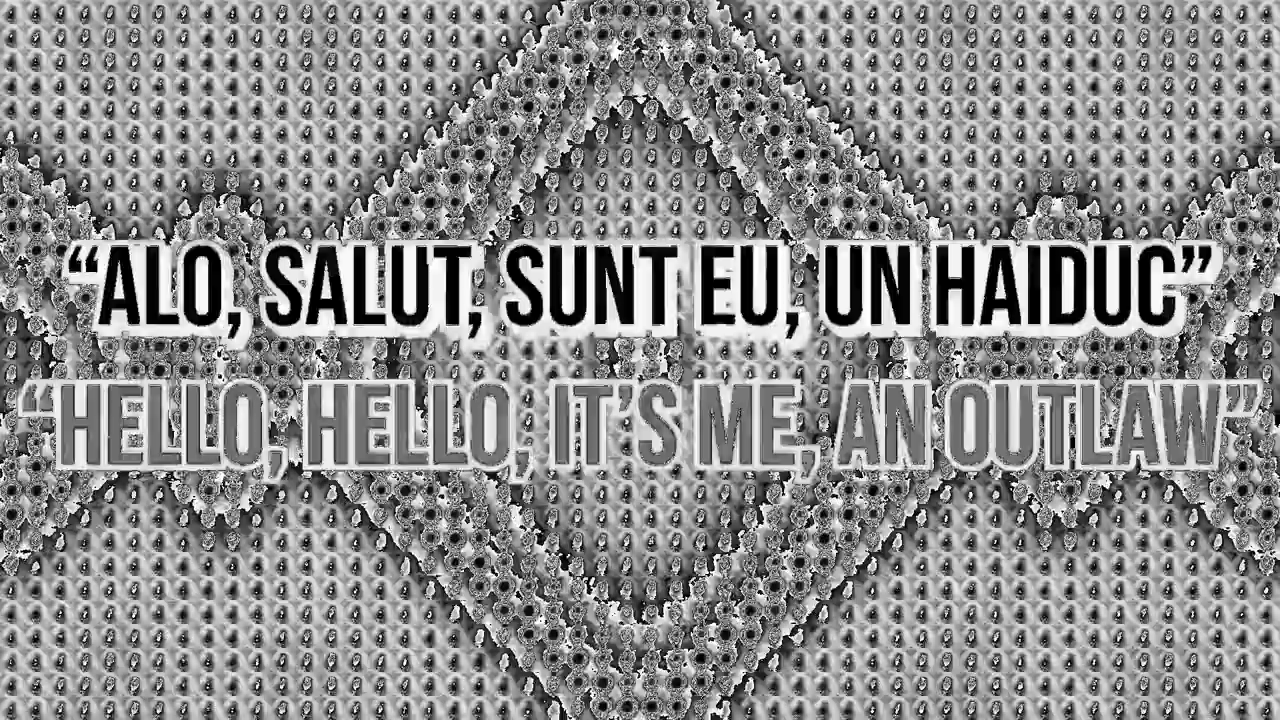 “ALO, SALUT, SUNT EU, UN HAIDUC”
“HELLO, HELLO, IT’S ME, AN OUTLAW”